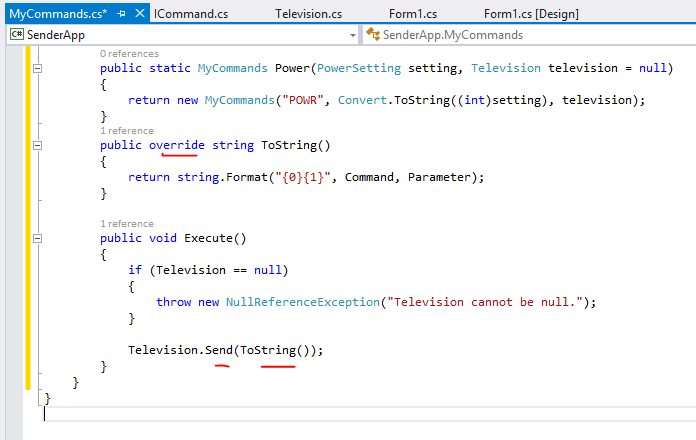 MyCommands.cs* ICommand.cs Television.cs Form1.cs Form1.cs [Design]
C# SenderApp SenderApp.MyCommands
0 references
public static MyCommands Power(PowerSetting setting, Television television = null)
{
return new MyCommands("POWR", Convert.ToString((int)setting), television);
}
1 reference
public override string ToString()
{
return string.Format("{0}{1}", Command, Parameter);
}
1 reference
public void Execute()
{
if (Television == null)
{
throw new NullReferenceException("Television cannot be null.");
}
Television.Send(ToString());
}
}
}